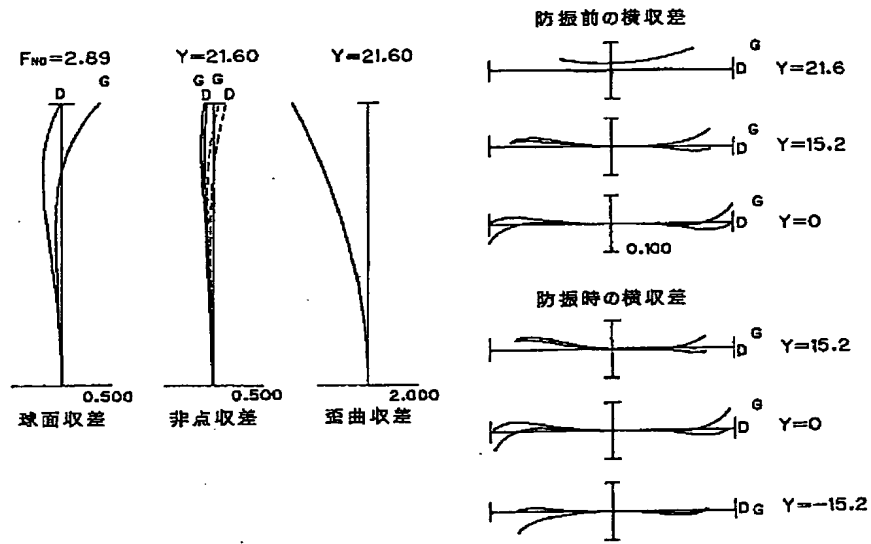 FNO=2.89
D
G
0.500
球面収差
Y=21.60
G G
D D
0.500
非点収差
Y=21.60
2.000
歪曲収差
防振前の横収差
G
D Y=21.6
G
D Y=15.2
G
D Y=0
0.100
防振時の横収差
G
D Y=15.2
G
D Y=0
D G Y=-15.2